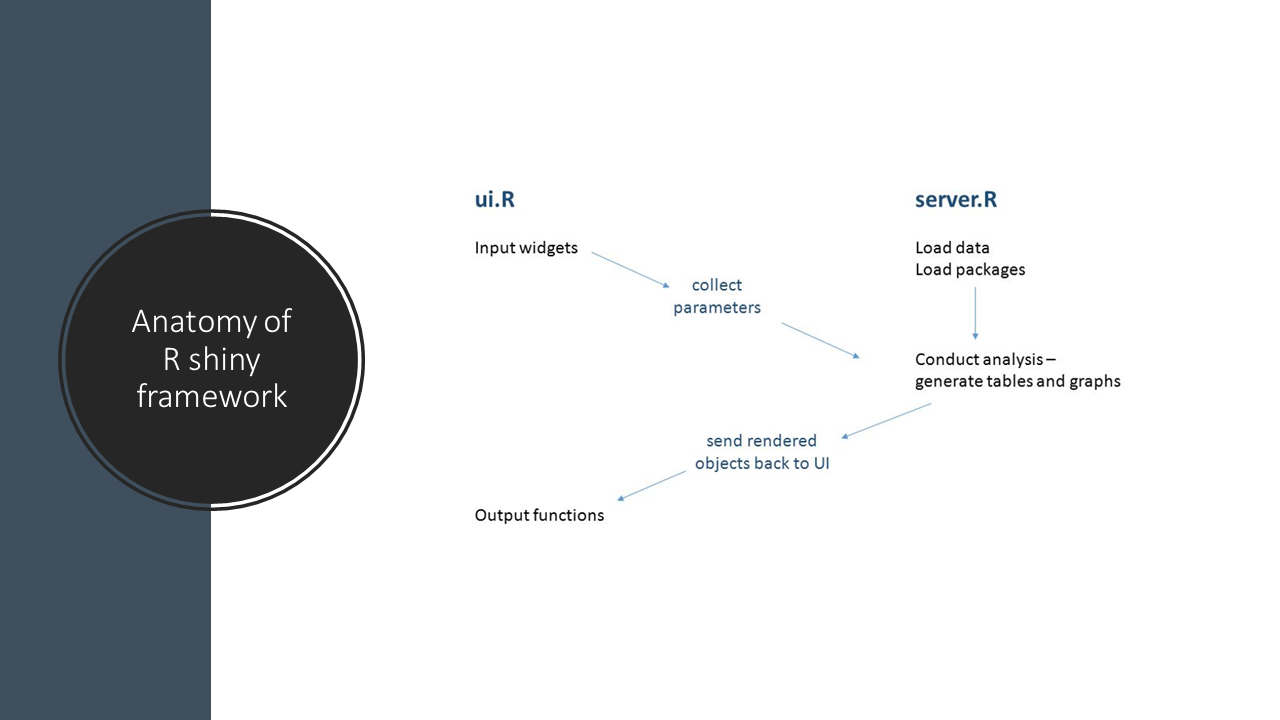 Anatomy of
R shiny
framework
ui.R
server.R
Input widgets
Load data
Load packages
collect
parameters
Conduct analysis –
generate tables and graphs
send rendered
objects back to UI
Output functions